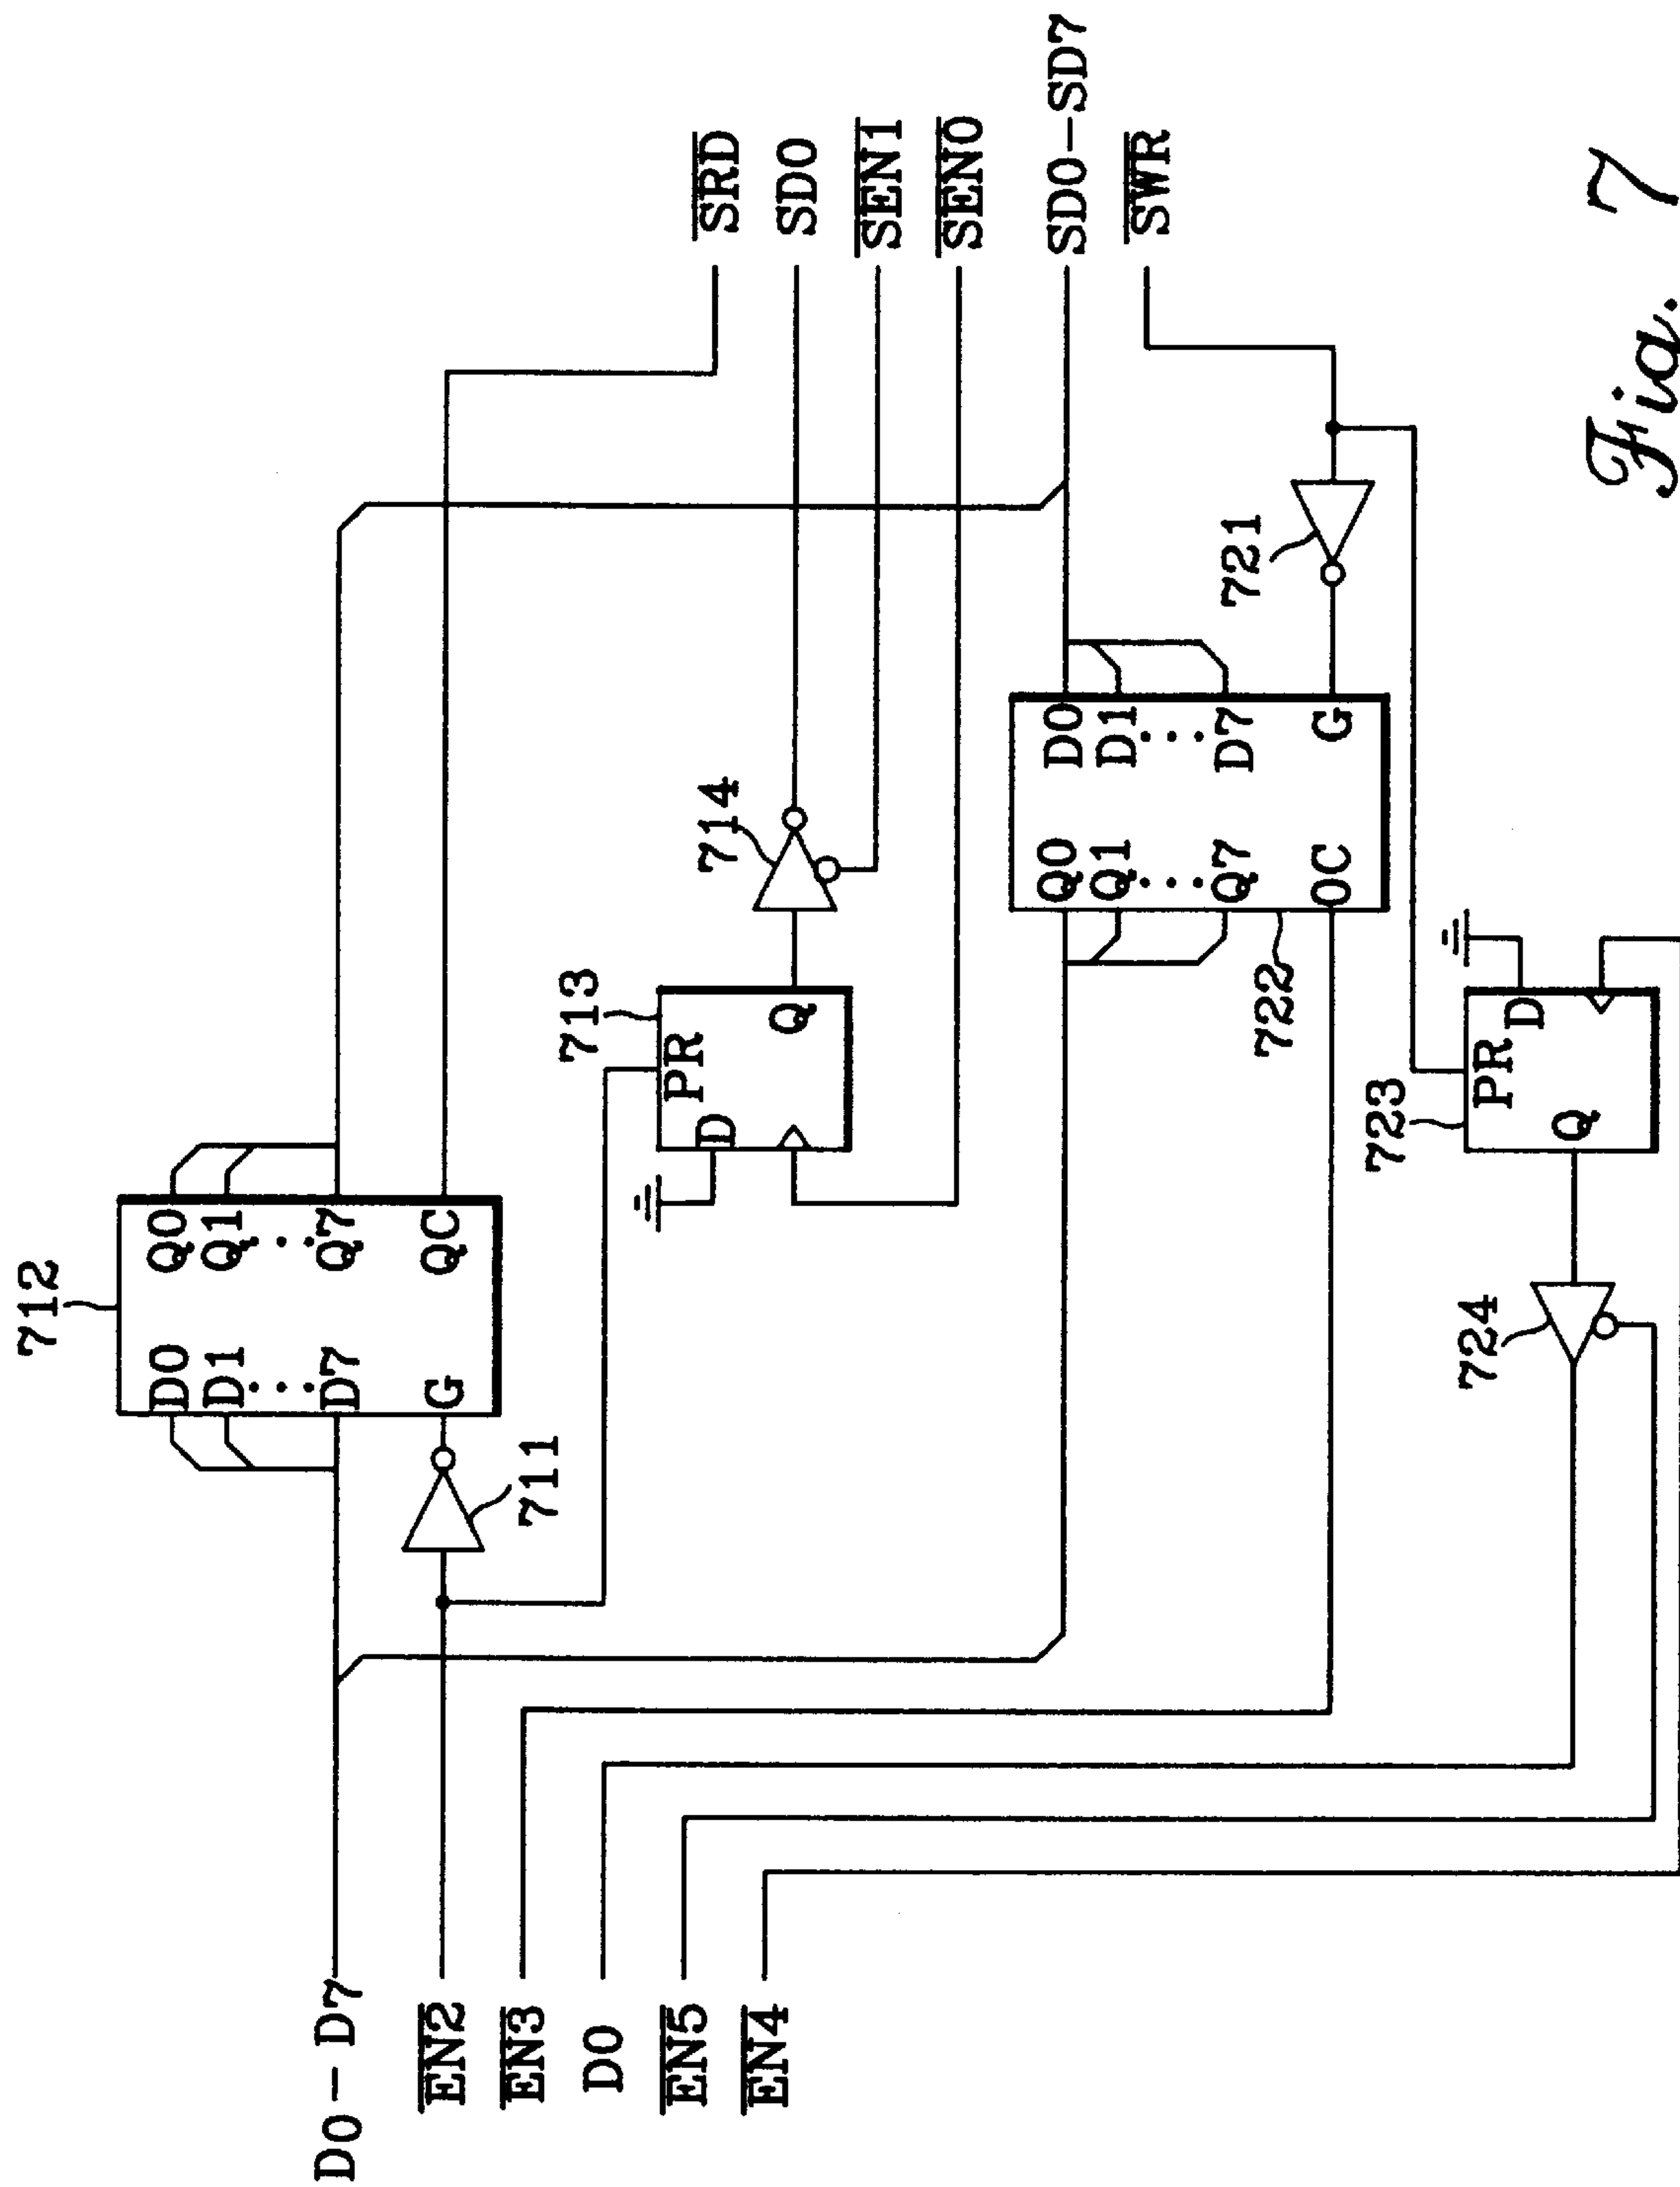 712
D0 Q0
D1 Q1
D0-D7 D7 Q7
EN2 G QC
EN3 711 713
D0
EN5 PR 714 SRD
D
EN4 Q SD0
SEN1
SEN0
Q0 D0 SD0-SD7
Q1 D1
SWR
Q7 D7
721
722
OC G
723
724 PR
D
Q
Fig. 7